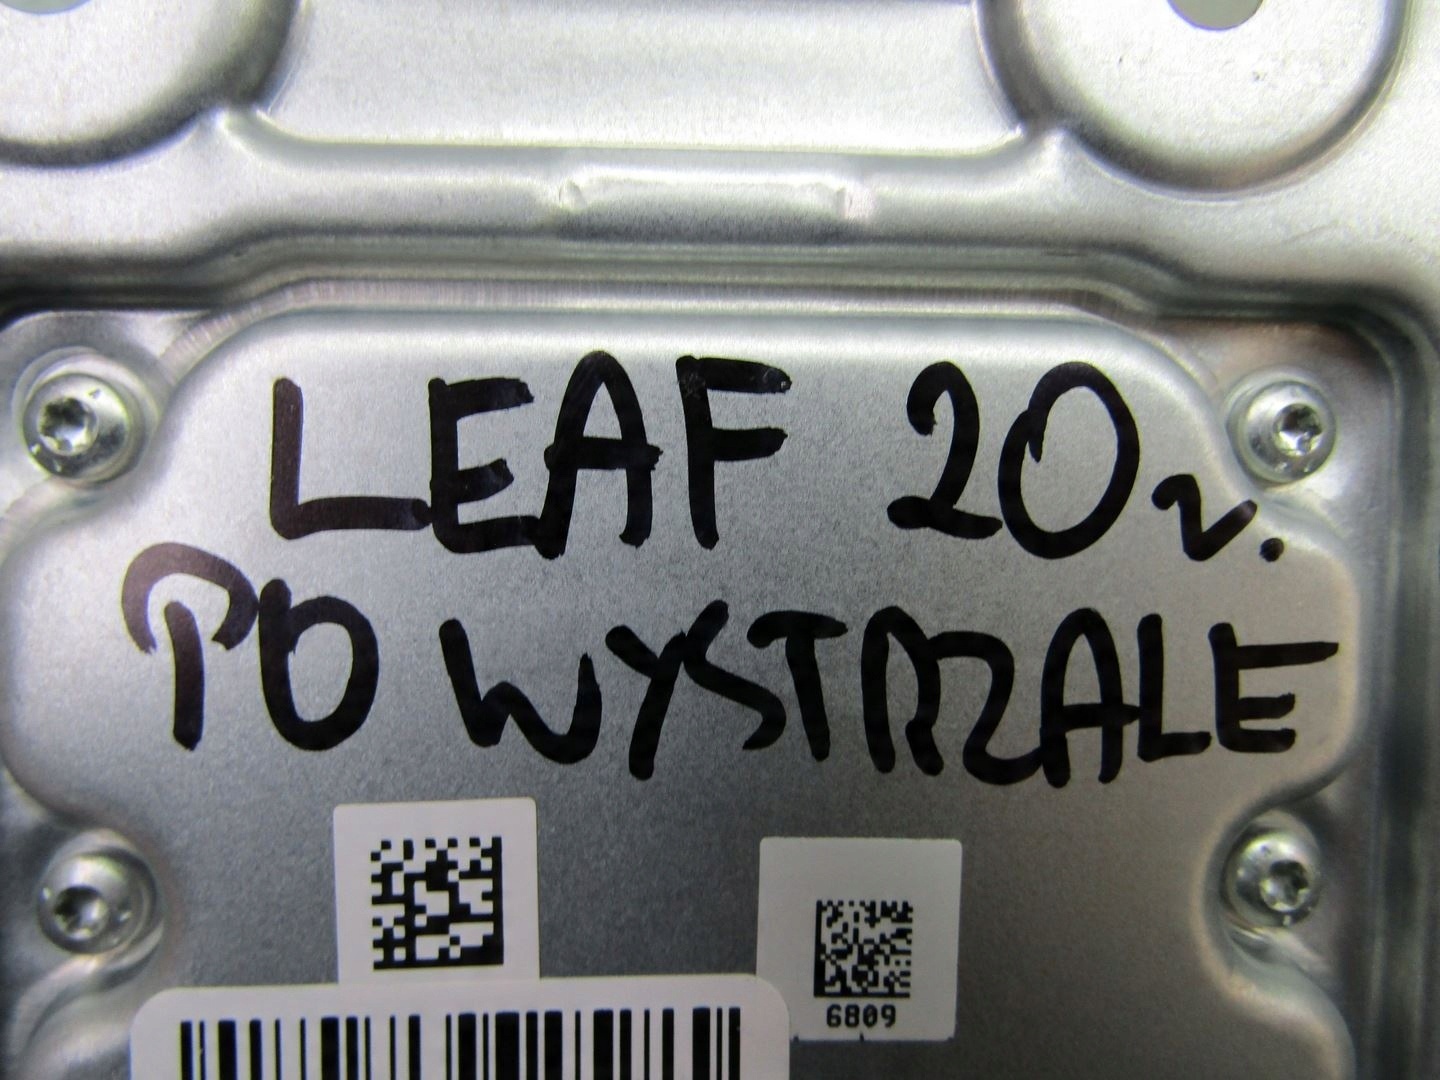 LEAF 20r.
PO WYSTRZALE
6809